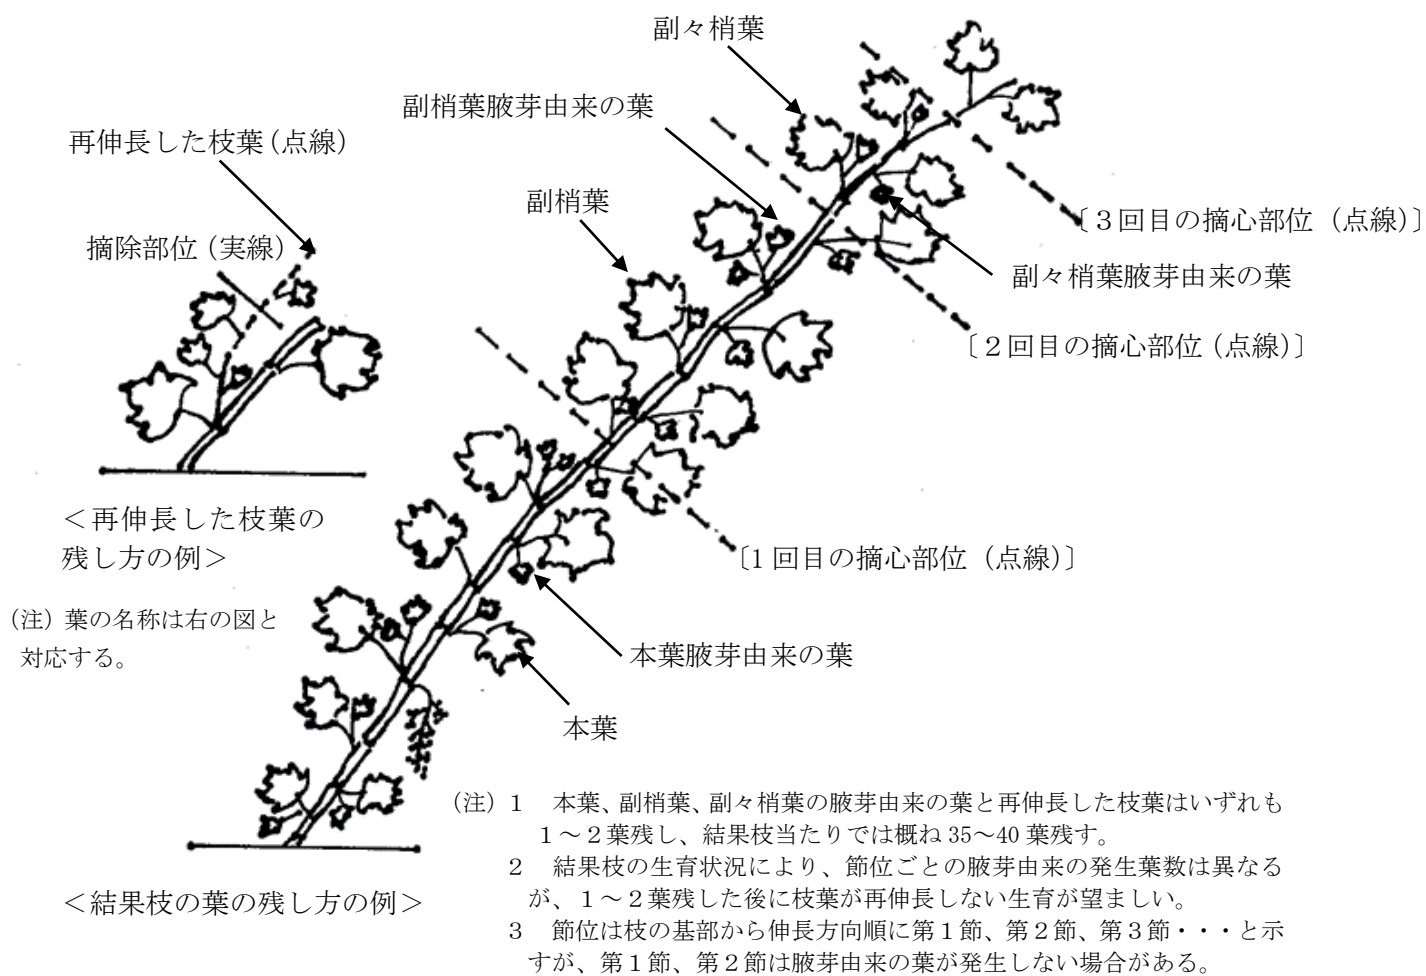 副々梢葉
副梢葉腋芽由来の葉
再伸長した枝葉(点線)
副梢葉
摘除部位(実線)
〔3回目の摘心部位(点線)〕
副々梢葉腋芽由来の葉
〔2回目の摘心部位(点線)〕
<再伸長した枝葉の
残し方の例>
〔1回目の摘心部位(点線)〕
(注)葉の名称は右の図と
対応する。
本葉腋芽由来の葉
本葉
(注)1 本葉、副梢葉、副々梢葉の腋芽由来の葉と再伸長した枝葉はいずれも
1~2葉残し、結果枝当たりでは概ね 35~40 葉残す。
2 結果枝の生育状況により、節位ごとの腋芽由来の発生葉数は異なる
が、1~2葉残した後に枝葉が再伸長しない生育が望ましい。
<結果枝の葉の残し方の例>
3 節位は枝の基部から伸長方向順に第1節、第2節、第3節・・・と示
すが、第1節、第2節は腋芽由来の葉が発生しない場合がある。